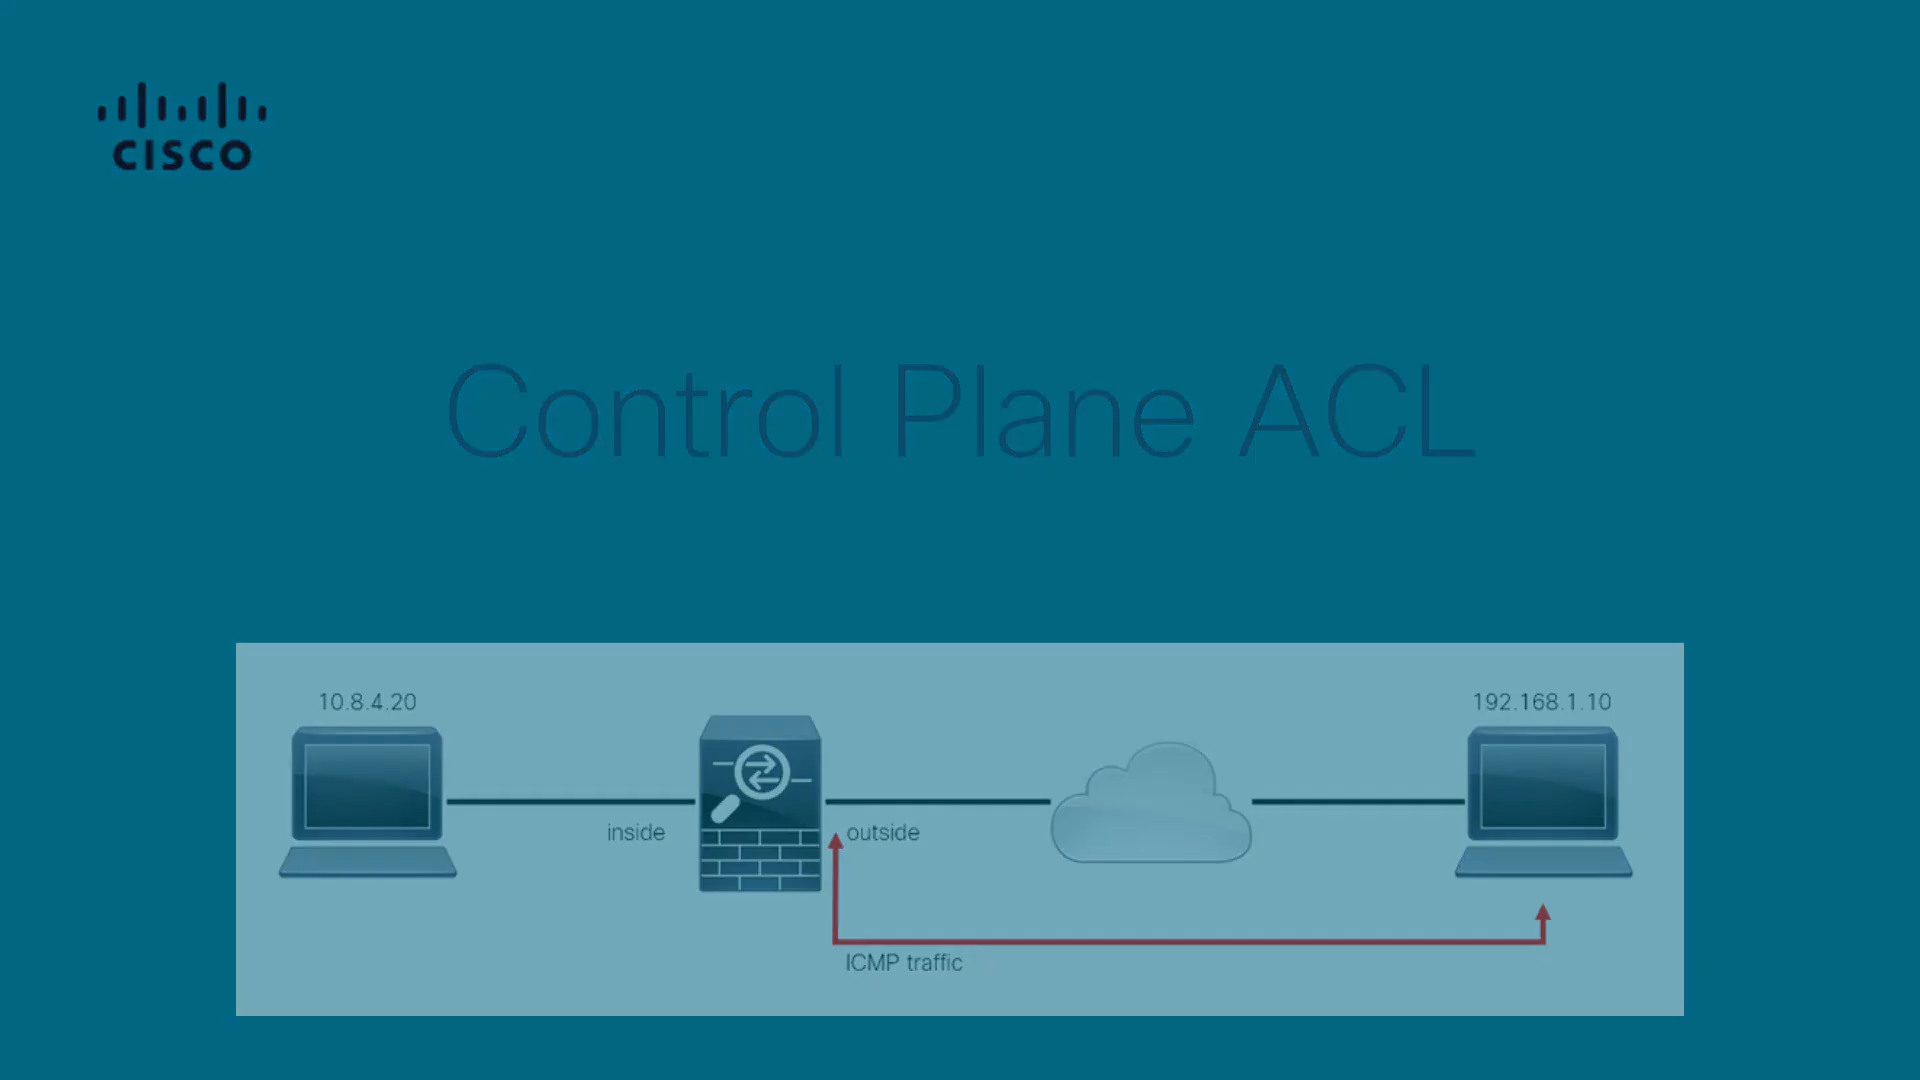 CISCO
Control Plane ACL
10.8.4.20
192.168.1.10
inside
outside
ICMP traffic